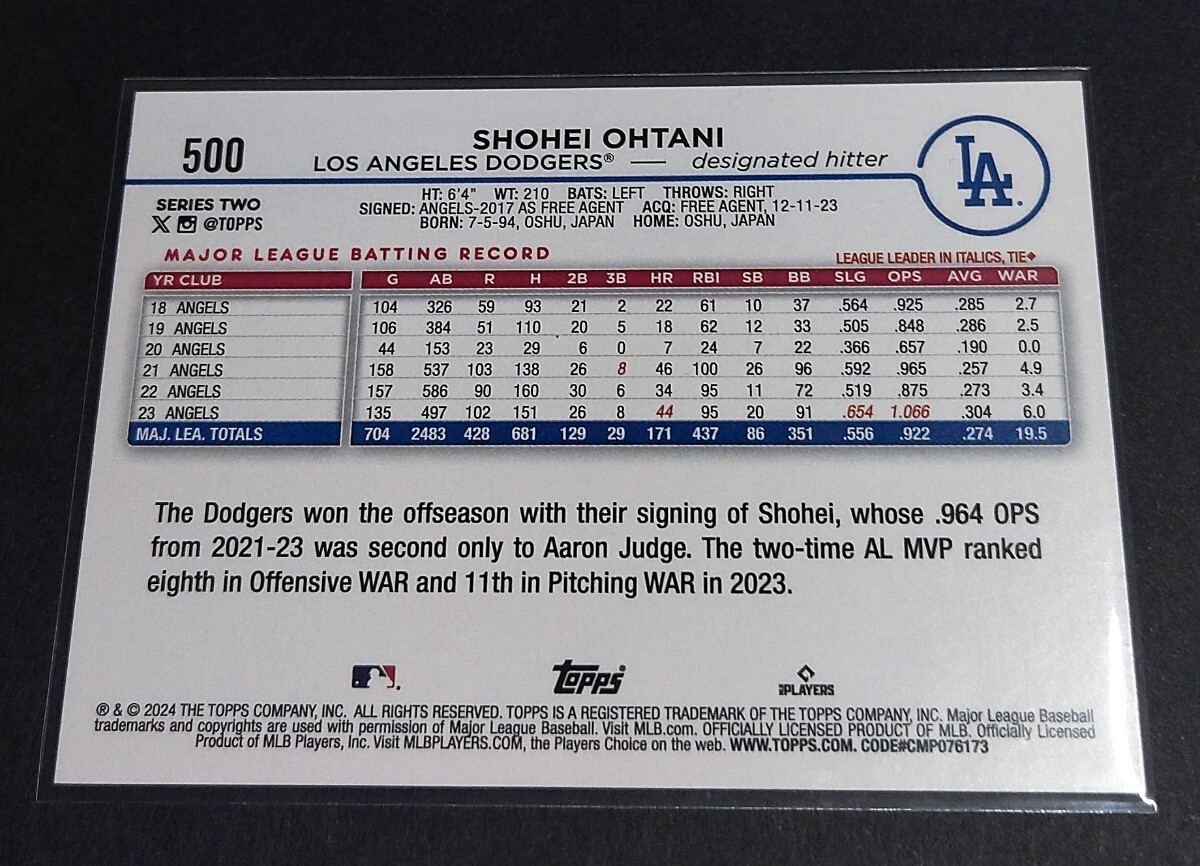 500
SHOHEI OHTANI
LOS ANGELES DODGERS® — designated hitter
LA
SERIES TWO
X @TOPPS
HT: 6'4" WT: 210 BATS: LEFT THROWS: RIGHT
SIGNED: ANGELS-2017 AS FREE AGENT ACQ: FREE AGENT, 12-11-23
BORN: 7-5-94, OSHU, JAPAN HOME: OSHU, JAPAN
MAJOR LEAGUE BATTING RECORD
LEAGUE LEADER IN ITALICS, TIE◆
YR CLUB G AB R H 2B 3B HR RBI SB BB SLG OPS AVG WAR
18 ANGELS 104 326 59 93 21 2 22 61 10 37 .564 .925 .285 2.7
19 ANGELS 106 384 51 110 20 5 18 62 12 33 .505 .848 .286 2.5
20 ANGELS 44 153 23 29 6 0 7 24 7 22 .366 .657 .190 0.0
21 ANGELS 158 537 103 138 26 8 46 100 26 96 .592 .965 .257 4.9
22 ANGELS 157 586 90 160 30 6 34 95 11 72 .519 .875 .273 3.4
23 ANGELS 135 497 102 151 26 8 44 95 20 91 .654 1.066 .304 6.0
MAJ. LEA. TOTALS 704 2483 428 681 129 29 171 437 86 351 .556 .922 .274 19.5
The Dodgers won the offseason with their signing of Shohei, whose .964 OPS
from 2021-23 was second only to Aaron Judge. The two-time AL MVP ranked
eighth in Offensive WAR and 11th in Pitching WAR in 2023.
topps
MLB PLAYERS
® & © 2024 THE TOPPS COMPANY, INC. ALL RIGHTS RESERVED. TOPPS IS A REGISTERED TRADEMARK OF THE TOPPS COMPANY, INC. Major League Baseball
trademarks and copyrights are used with permission of Major League Baseball. Visit MLB.com. OFFICIALLY LICENSED PRODUCT OF MLB. Officially Licensed
Product of MLB Players, Inc. Visit MLBPLAYERS.COM, the Players Choice on the web. WWW.TOPPS.COM. CODE#CMP076173